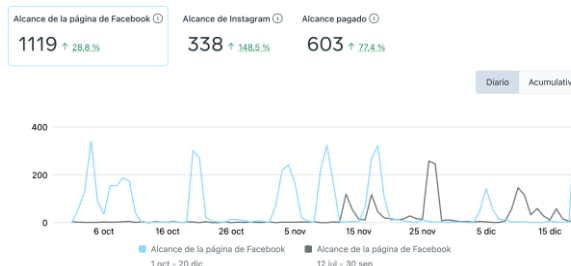 Alcance de la página de Facebook Alcance de Instagram Alcance pagado
1119 ↑ 28,8 % 338 ↑ 148,5 % 603 ↑ 77,4 %
Diario Acumulativ
400
200
0
6 oct 16 oct 26 oct 5 nov 15 nov 25 nov 5 dic 15 dic
Alcance de la página de Facebook Alcance de la página de Facebook
1 oct - 20 dic 12 jul - 30 sep